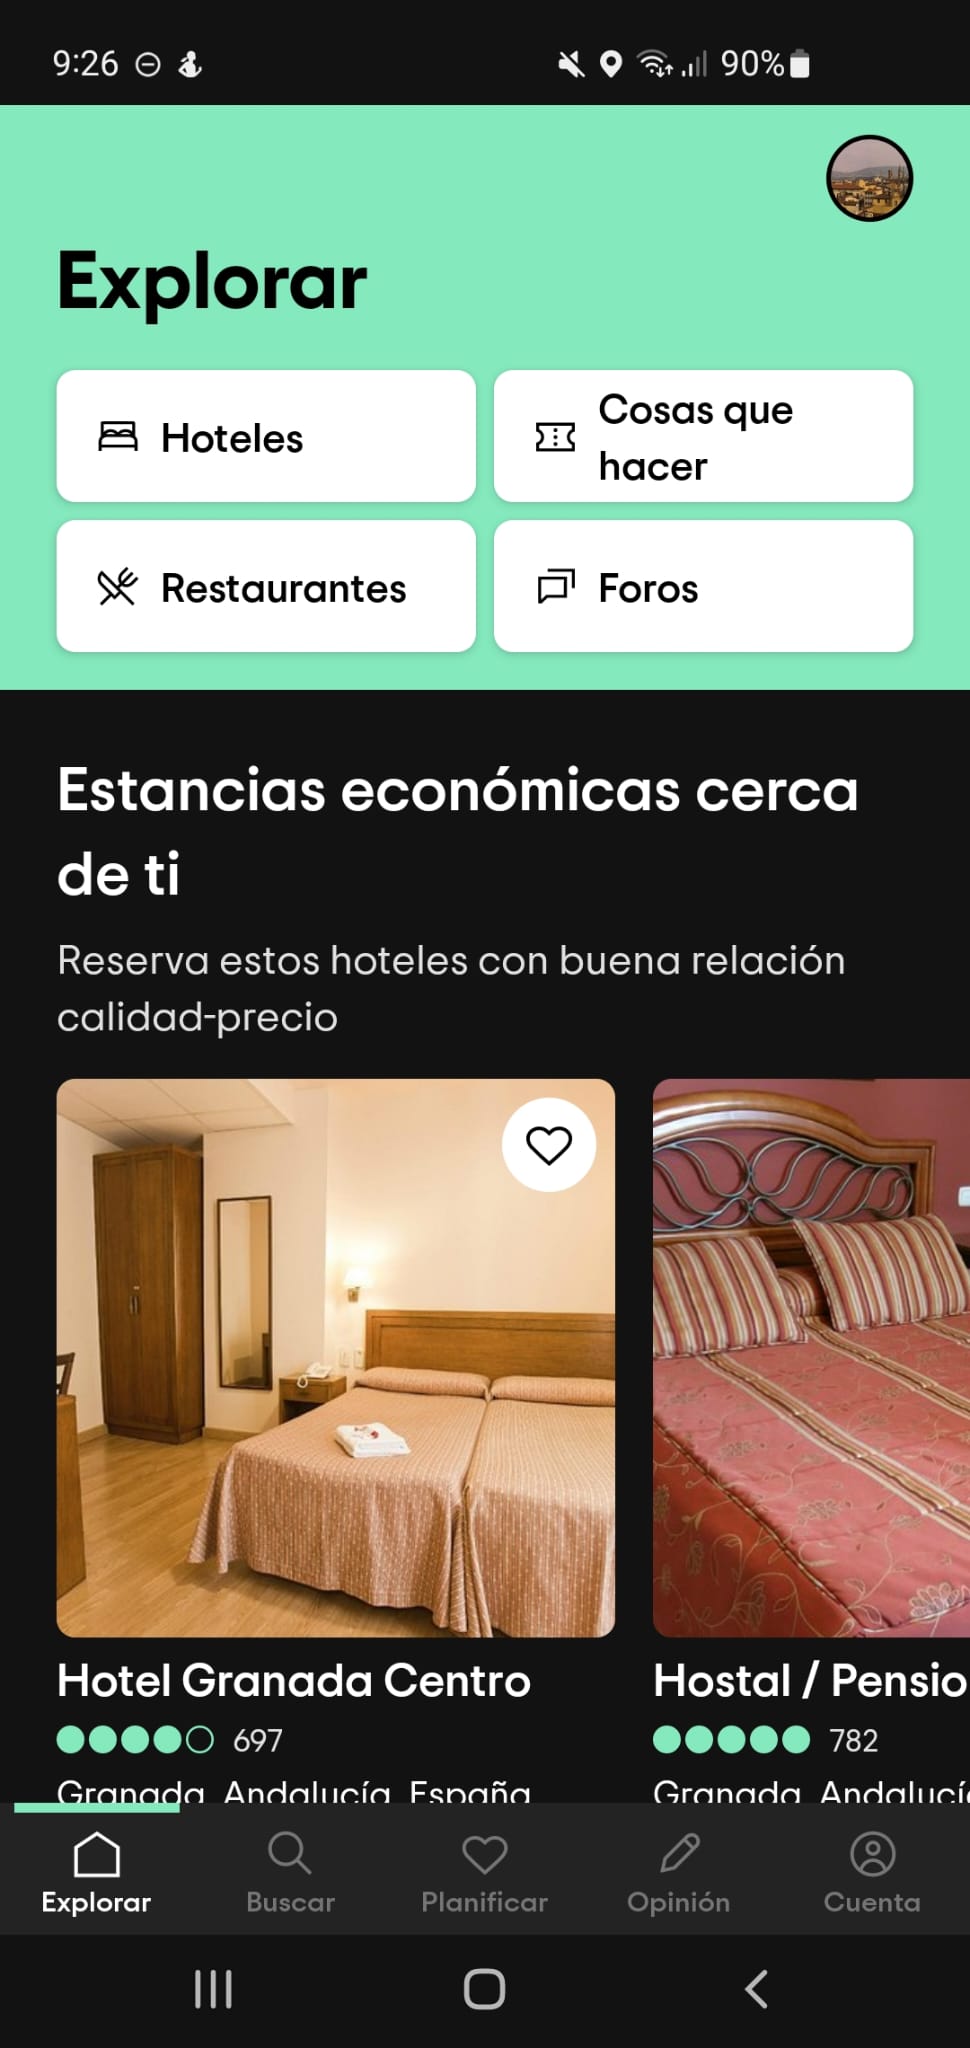 9:26
90%
Explorar
Hoteles
Cosas que
hacer
Restaurantes
Foros
Estancias económicas cerca
de ti
Reserva estos hoteles con buena relación
calidad-precio
Hotel Granada Centro
Hostal / Pensio
697
782
Granada, Andalucía, España
Granada, Andalucí
Explorar
Buscar
Planificar
Opinión
Cuenta